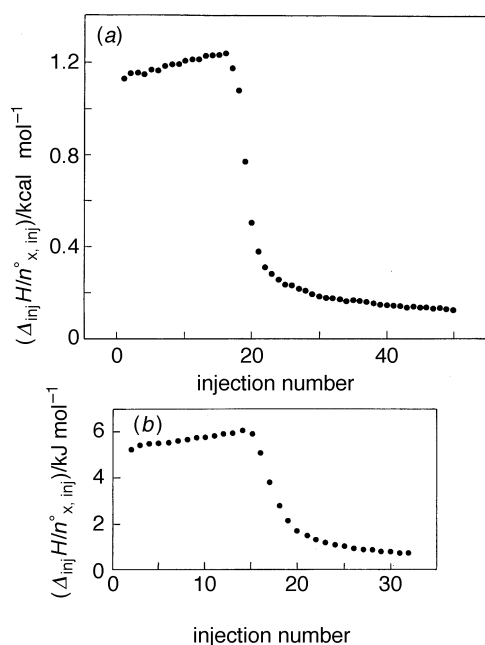 (a)
(Δinj H/n°x, inj)/kcal mol⁻¹
1.2
0.8
0.4
0
0 20 40
injection number
(b)
(Δinj H/n°x, inj)/kJ mol⁻¹
6
4
2
0
0 10 20 30
injection number